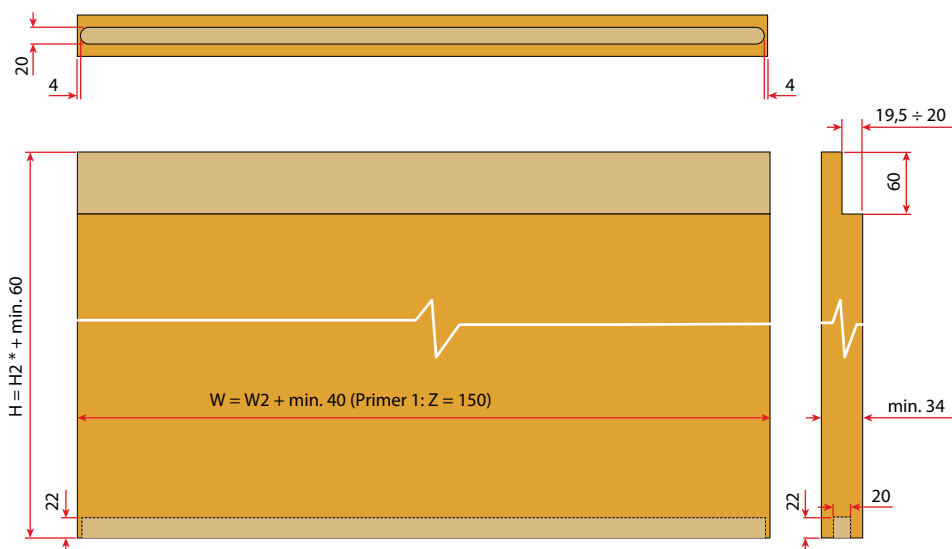 20
4
4
19,5 ÷ 20
60
H = H2 * + min. 60
W = W2 + min. 40 (Primer 1: Z = 150)
min. 34
22
22
20